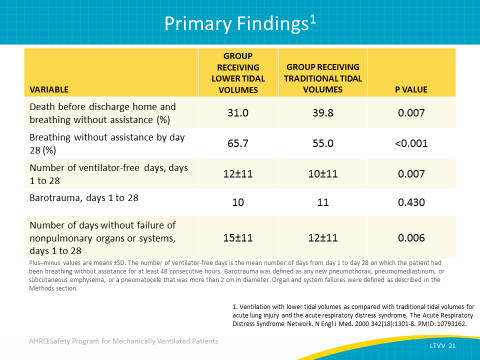 Primary Findings1
VARIABLE
GROUP
RECEIVING
LOWER TIDAL
VOLUMES
GROUP RECEIVING
TRADITIONAL TIDAL
VOLUMES
P VALUE
Death before discharge home and
breathing without assistance (%)
31.0
39.8
0.007
Breathing without assistance by day
28 (%)
65.7
55.0
<0.001
Number of ventilator-free days, days
1 to 28
12±11
10±11
0.007
Barotrauma, days 1 to 28
10
11
0.430
Number of days without failure of
nonpulmonary organs or systems,
days 1 to 28
15±11
12±11
0.006
Plus–minus values are means ±SD. The number of ventilator-free days is the mean number of days from day 1 to day 28 on which the patient had
been breathing without assistance for at least 48 consecutive hours. Barotrauma was defined as any new pneumothorax, pneumomediastinum, or
subcutaneous emphysema, or a pneumatocele that was more than 2 cm in diameter. Organ and system failures were defined as described in the
Methods section.
1. Ventilation with lower tidal volumes as compared with traditional tidal volumes for
acute lung injury and the acute respiratory distress syndrome. The Acute Respiratory
Distress Syndrome Network. N Engl J Med. 2000 342(18):1301-8. PMID: 10793162.
AHRQ Safety Program for Mechanically Ventilated Patients
LTVV 21